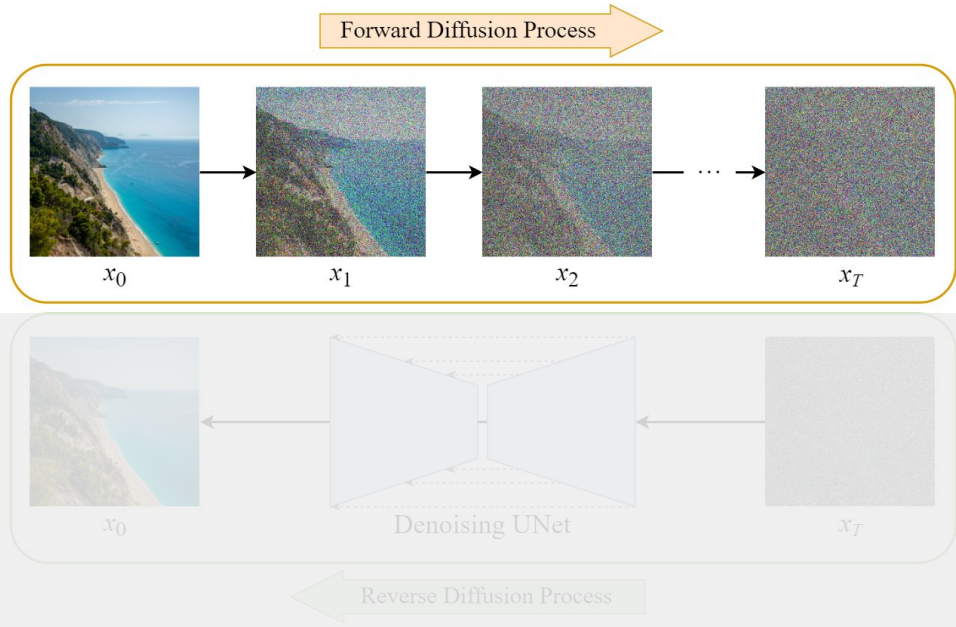 Forward Diffusion Process
...
x0 x1 x2 xT
x0 xT
Denoising UNet
Reverse Diffusion Process